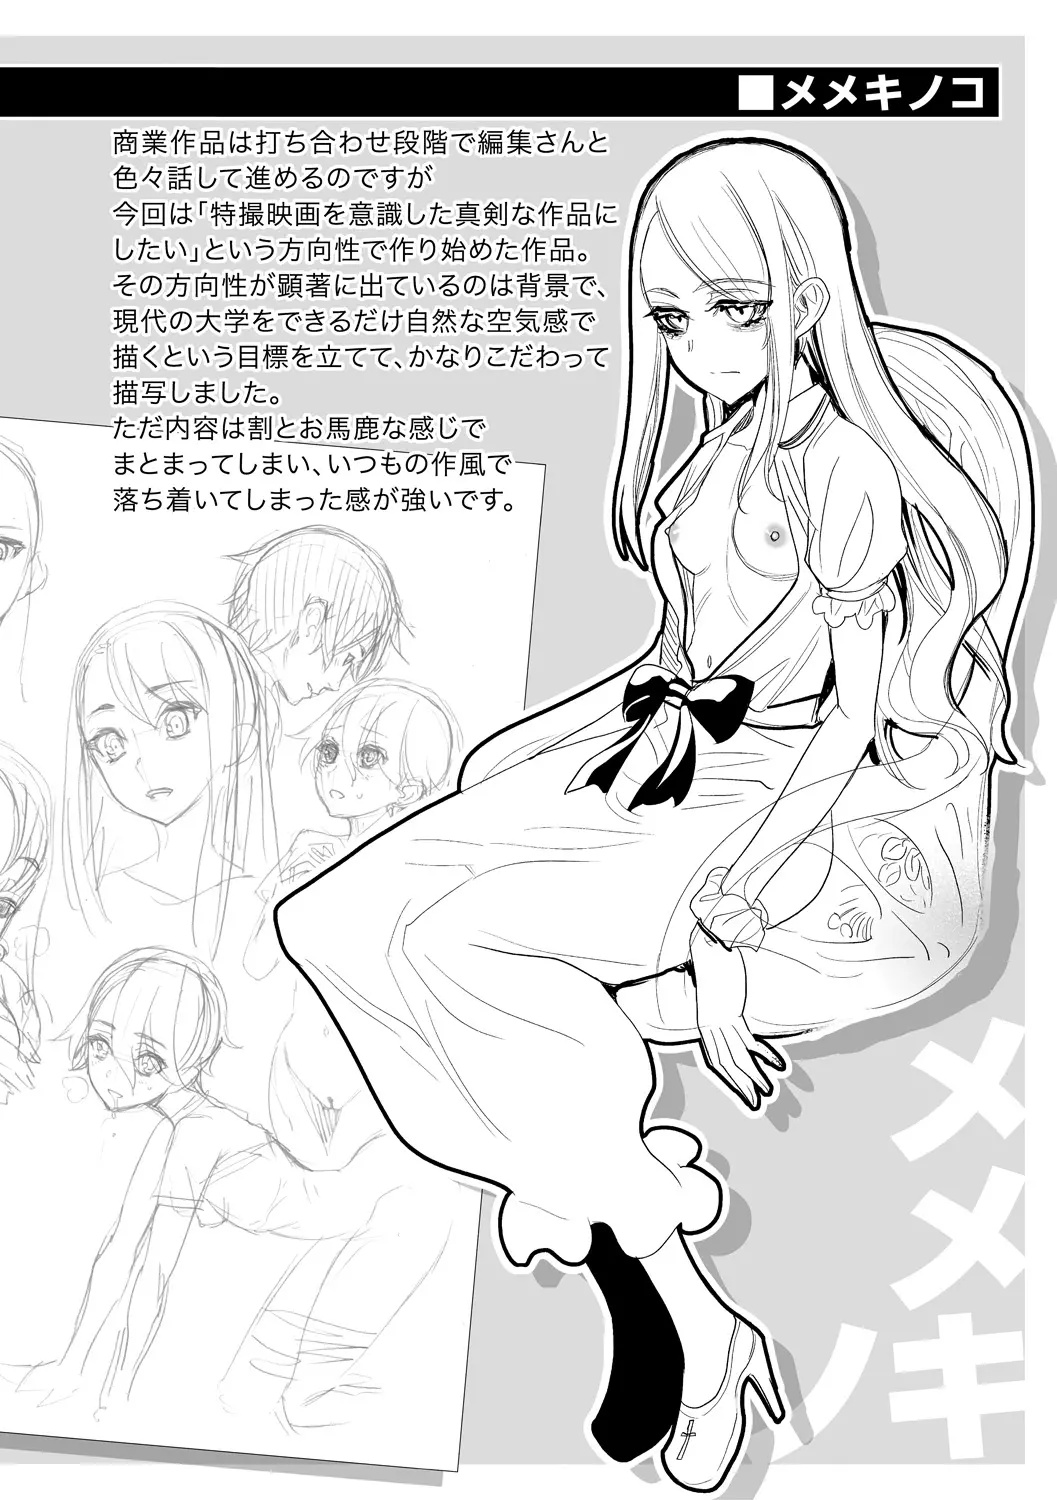 ■メメキノコ
商業作品は打ち合わせ段階で編集さんと
色々話して進めるのですが
今回は「特撮映画を意識した真剣な作品に
したい」という方向性で作り始めた作品。
その方向性が顕著に出ているのは背景で、
現代の大学をできるだけ自然な空気感で
描くという目標を立てて、かなりこだわって
描写しました。
ただ内容は割とお馬鹿な感じで
まとまってしまい、いつもの作風で
落ち着いてしまった感が強いです。
メメキノ